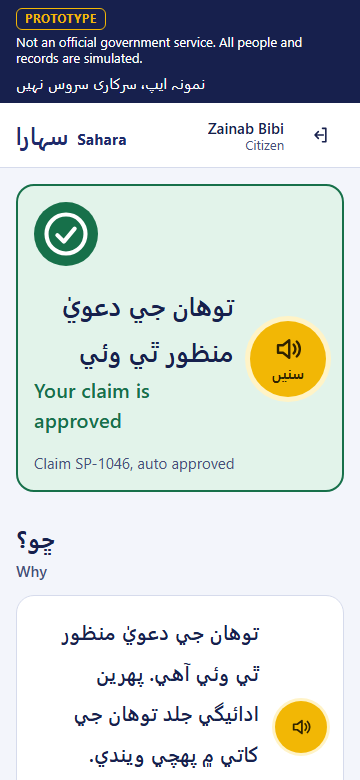 PROTOTYPE
Not an official government service. All people and
records are simulated.
نمونہ ایپ، سرکاری سروس نہیں
سہارا Sahara
Zainab Bibi
Citizen
توهان جي دعويٰ
منظور ٿي وئي
سنیں
Your claim is
approved
Claim SP-1046, auto approved
ڇو؟
Why
توهان جي دعويٰ منظور
ٿي وئي آهي. پهرين
ادائيگي جلد توهان جي
کاتي ۾ پهچي ويندي.